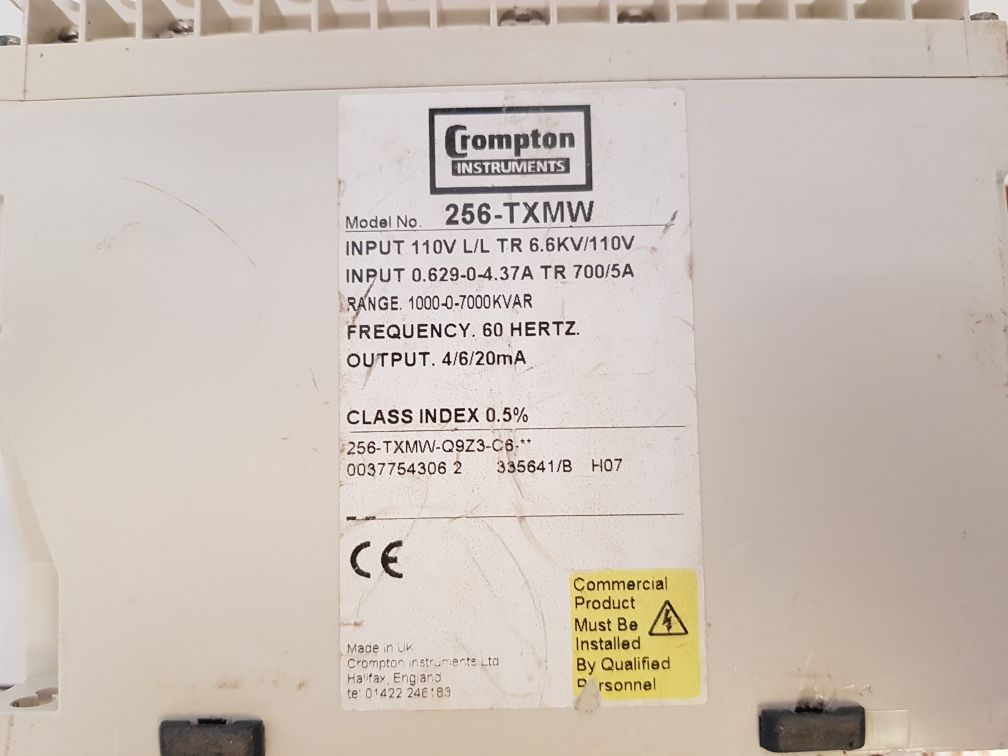 Crompton
INSTRUMENTS
Model No. 256-TXMW
INPUT 110V L/L TR 6.6KV/110V
INPUT 0.629-0-4.37A TR 700/5A
RANGE. 1000-0-7000KVAR
FREQUENCY. 60 HERTZ.
OUTPUT. 4/6/20mA
CLASS INDEX 0.5%
256-TXMW-Q9Z3-C6-**
0037754306 2 335641/B H07
CE
Commercial
Product
Must Be
Installed
By Qualified
Personnel
Made in UK
Crompton Instruments Ltd
Halifax, England
tel 01422 246183